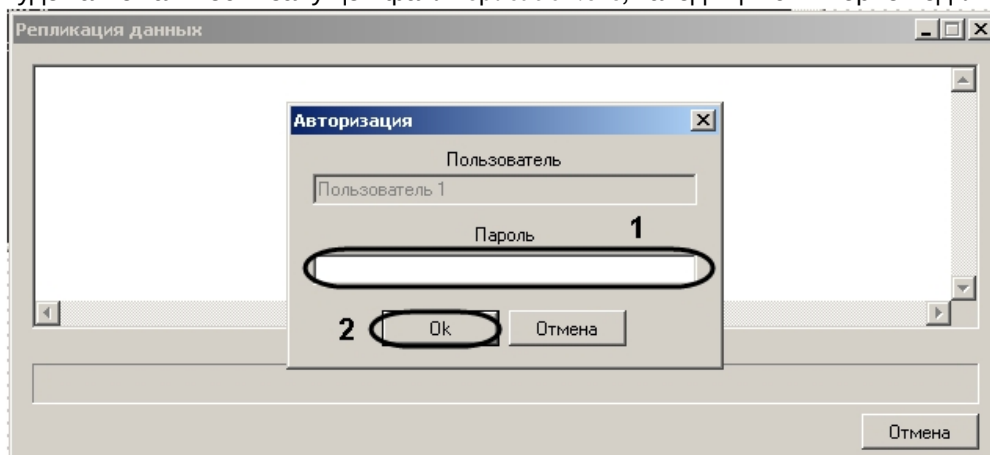 Репликация данных
Авторизация
Пользователь
Пользователь 1
Пароль
1
2
Ok
Отмена
Отмена